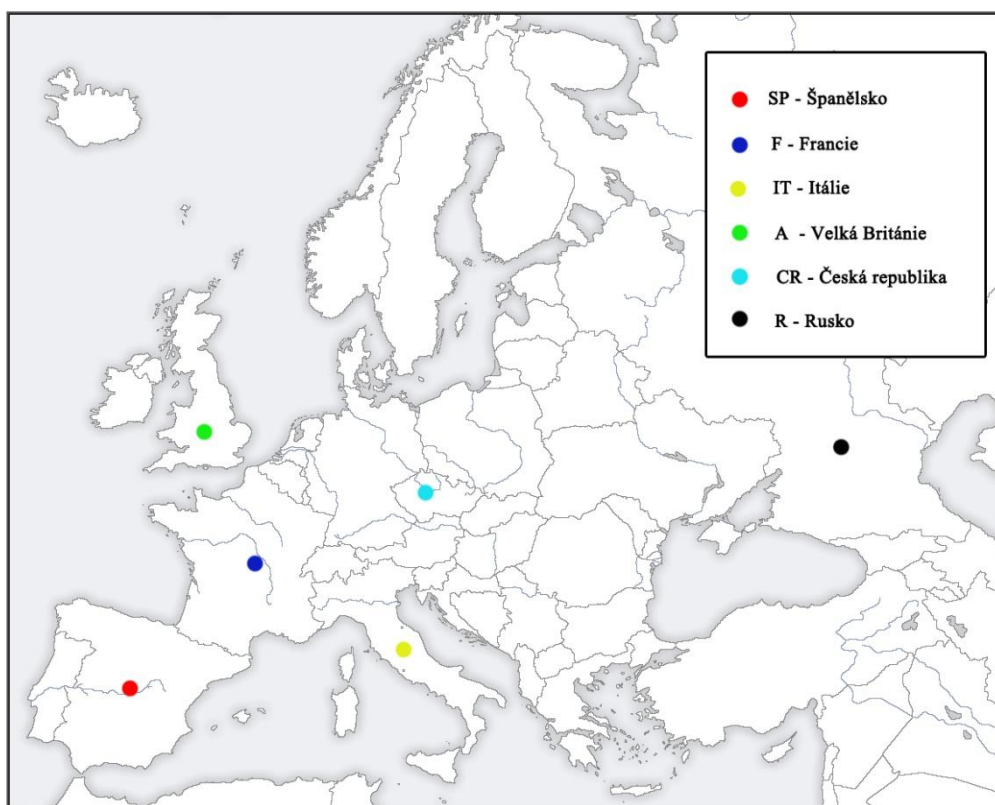 SP - Španělsko
F - Francie
IT - Itálie
A - Velká Británie
CR - Česká republika
R - Rusko